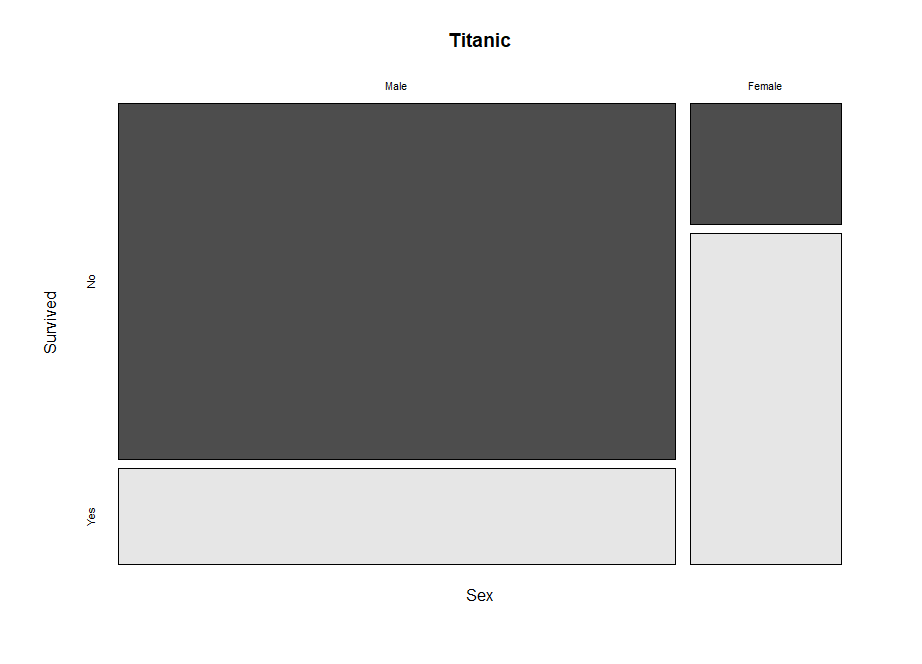 Titanic
Male
Female
No
Yes
Survived
Sex